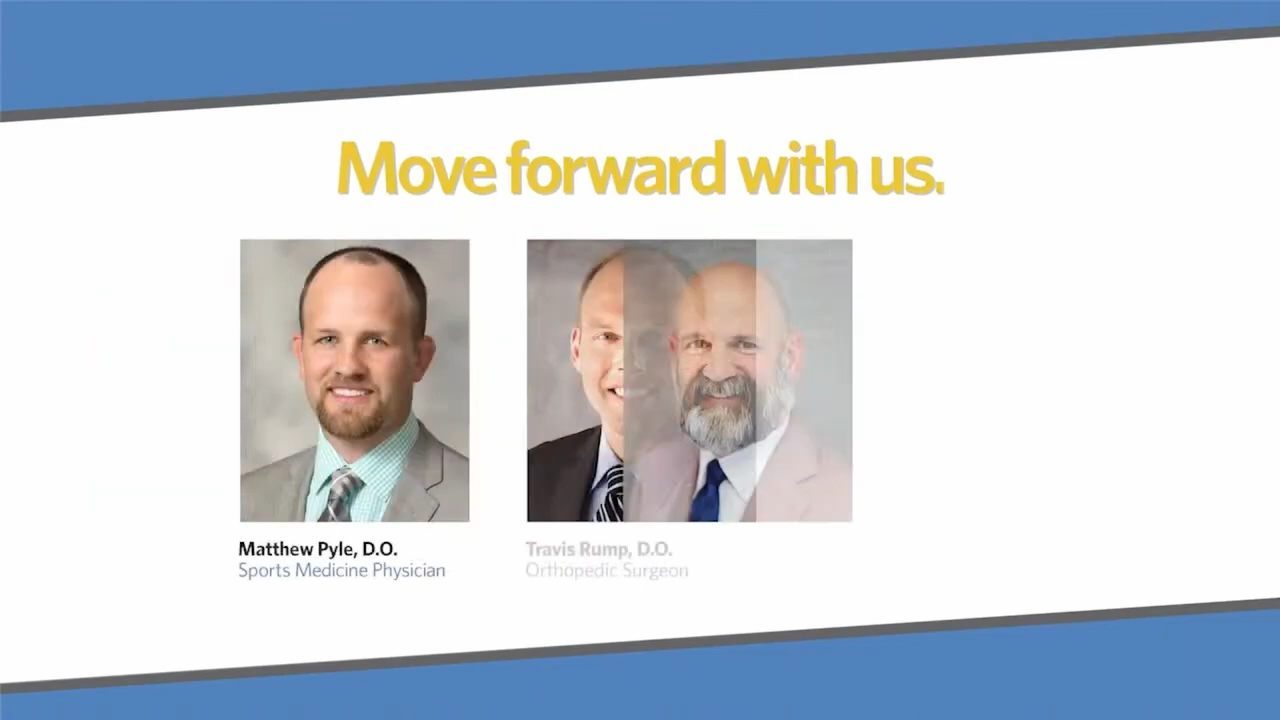 Move forward with us.
Matthew Pyle, D.O.
Sports Medicine Physician
Travis Rump, D.O.
Orthopedic Surgeon